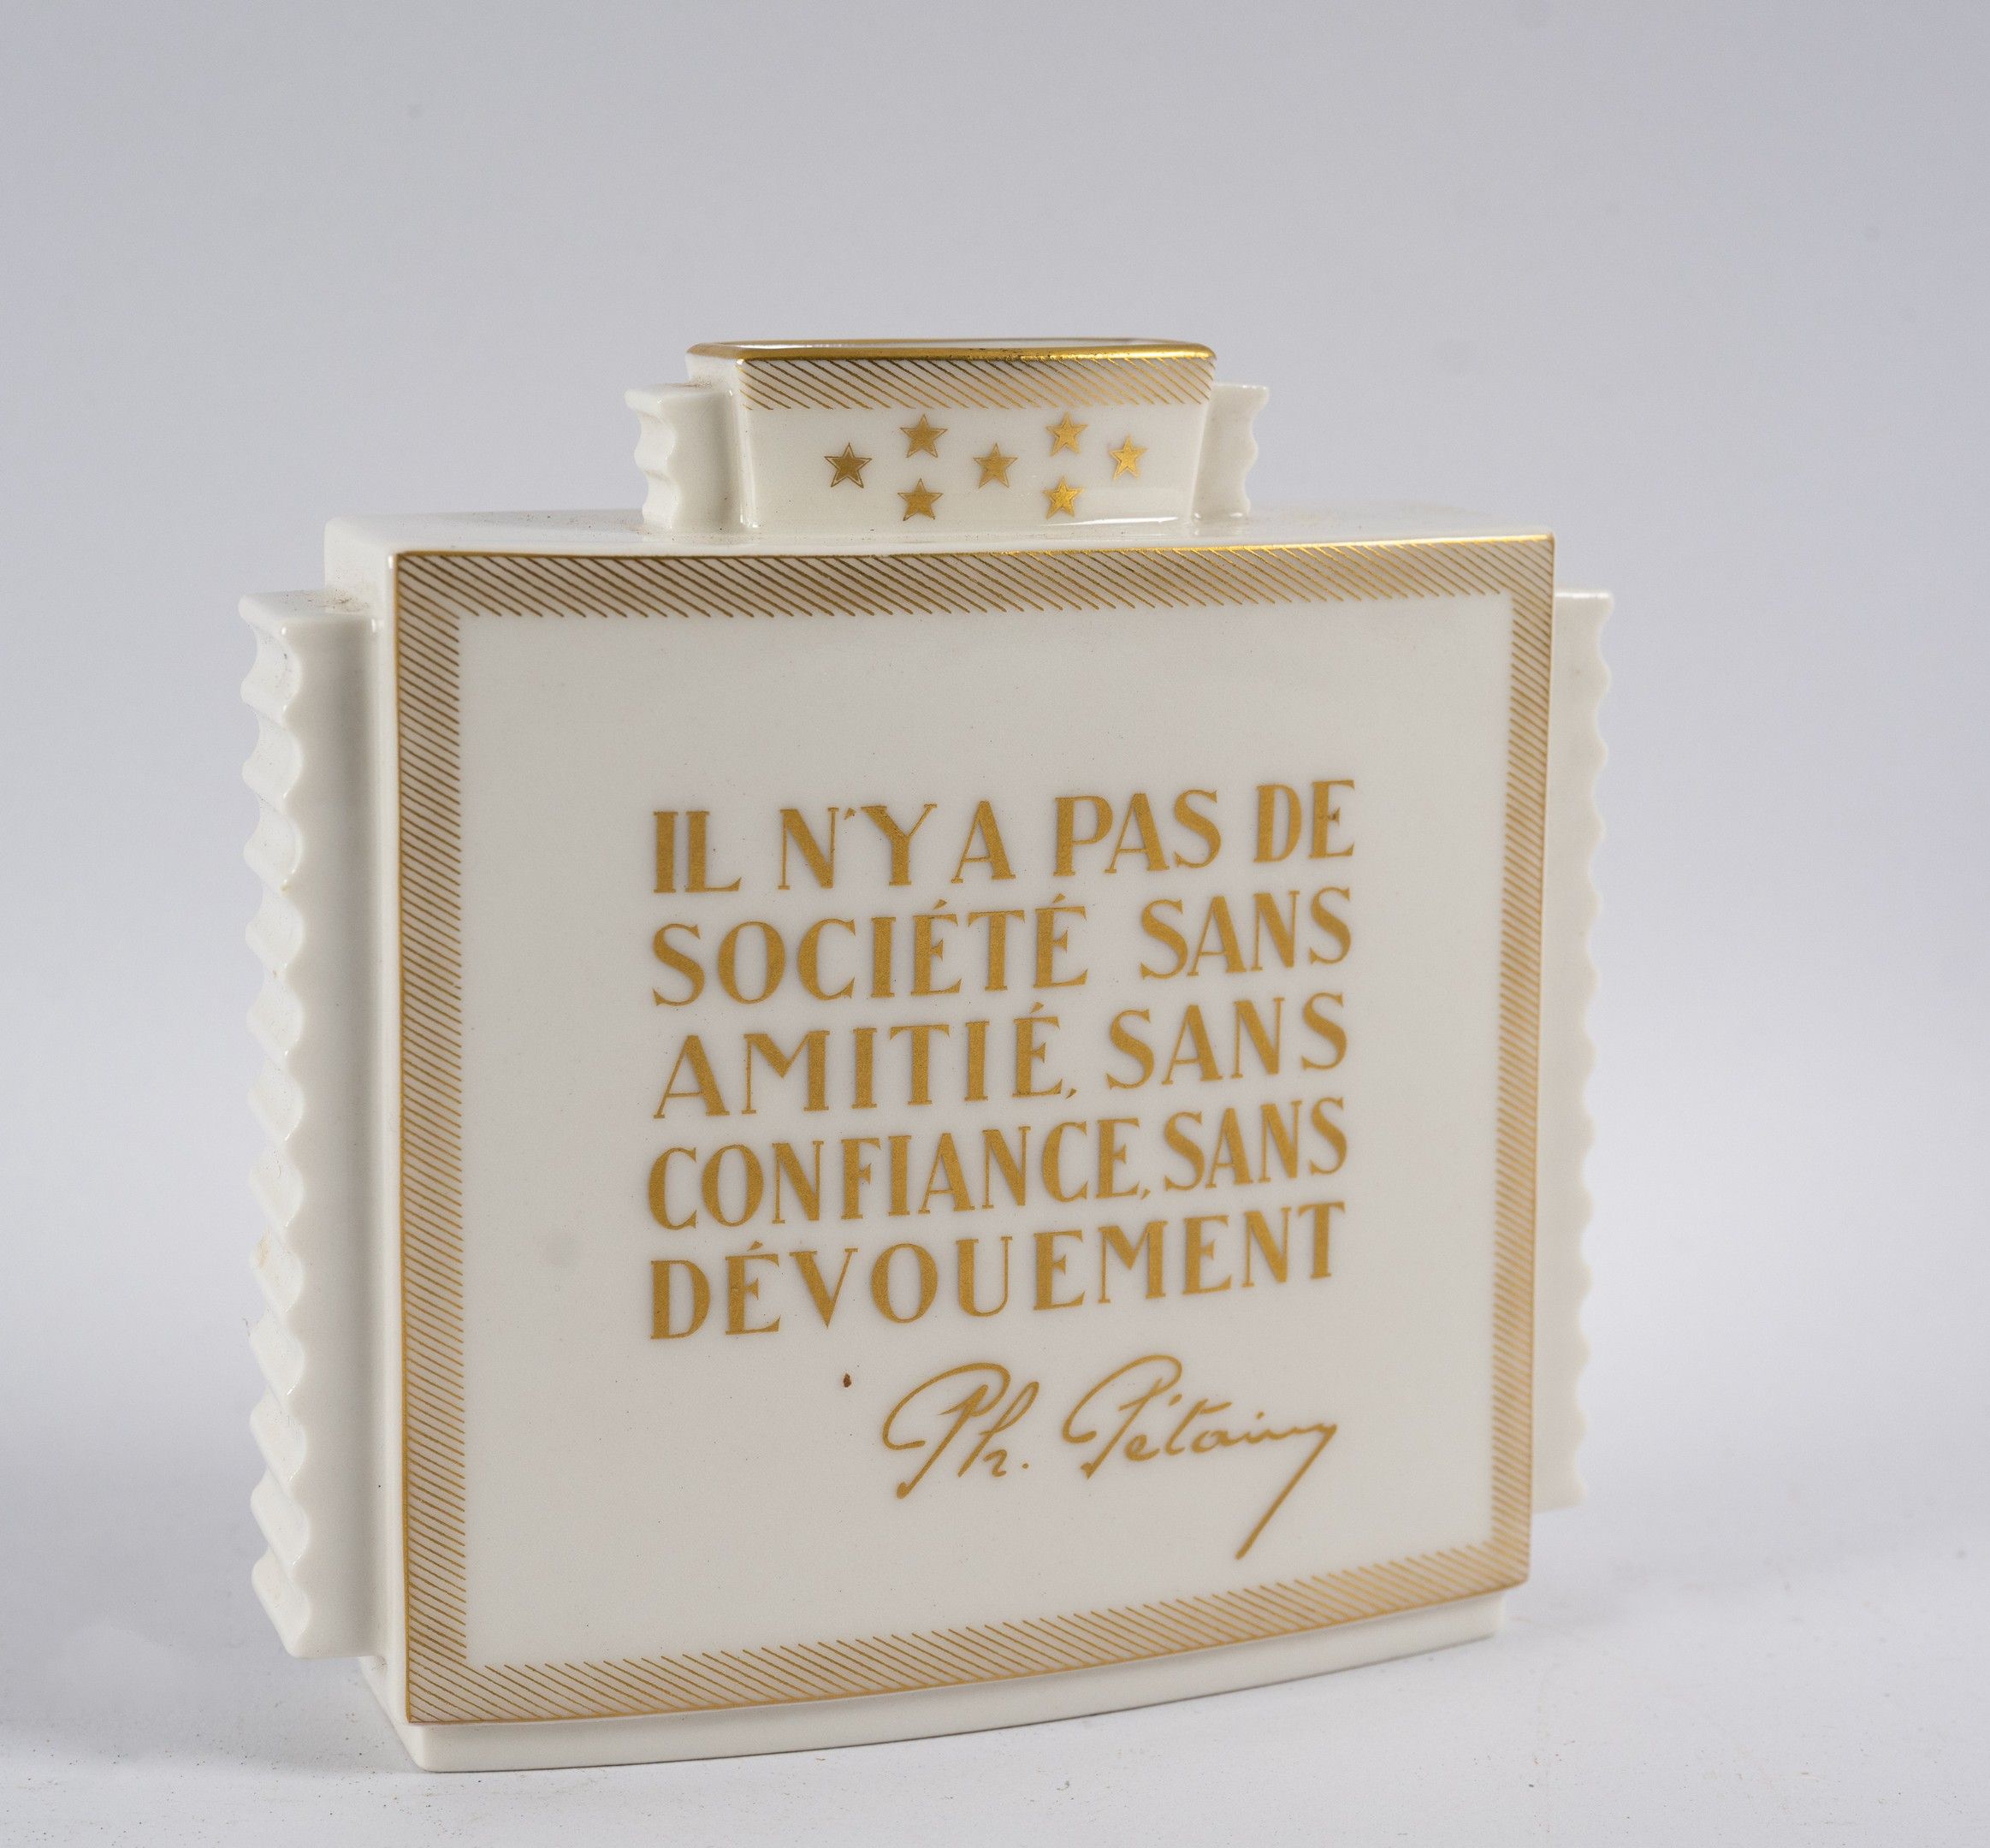 IL N'Y A PAS DE
SOCIÉTÉ SANS
AMITIÉ, SANS
CONFIANCE, SANS
DÉVOUEMENT
Ph. Pétain